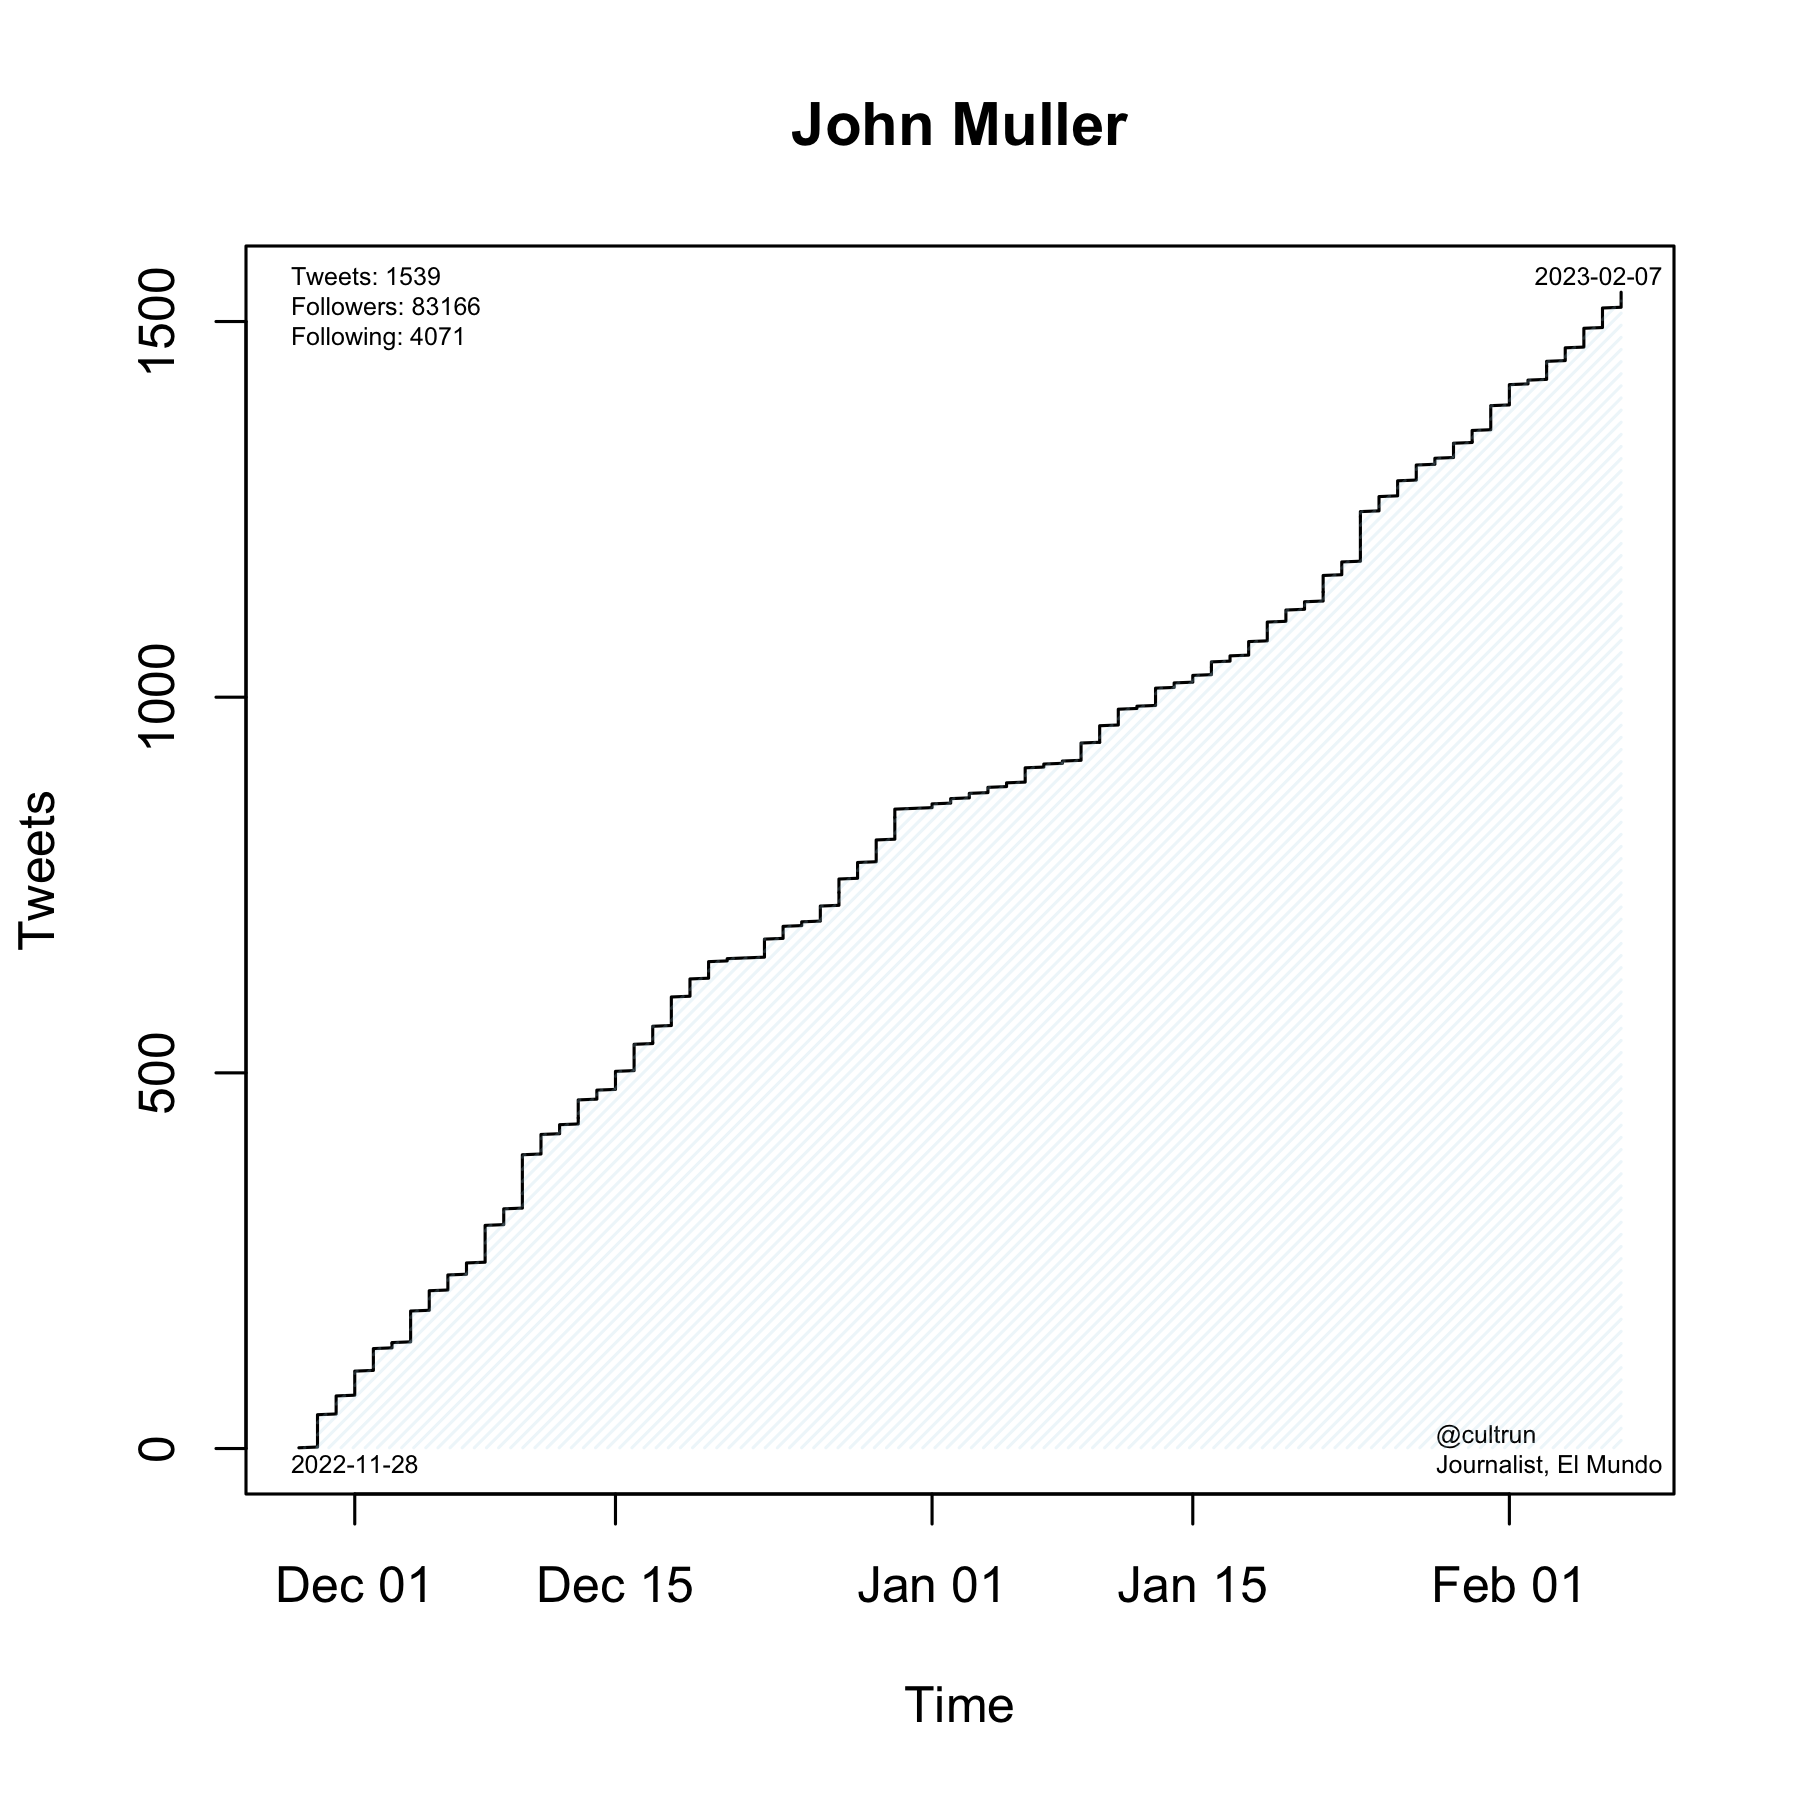 John Muller
Tweets: 1539
Followers: 83166
Following: 4071
2023-02-07
1500
1000
500
0
Tweets
@cultrun
Journalist, El Mundo
2022-11-28
Dec 01
Dec 15
Jan 01
Jan 15
Feb 01
Time